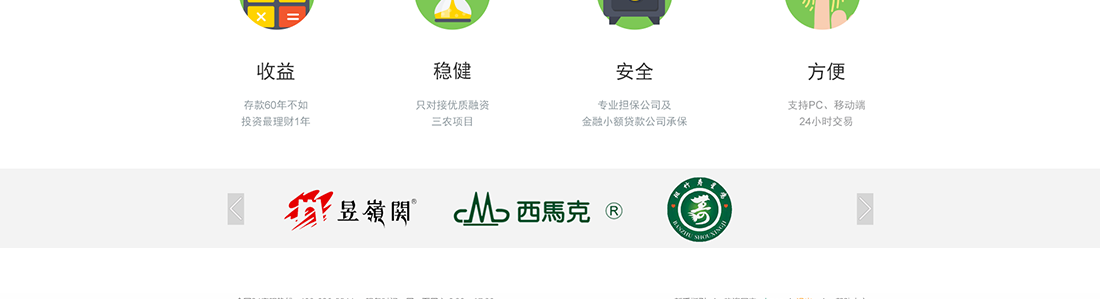 收益
稳健
安全
方便
存款60年不如
投资最理财1年
只对接优质融资
三农项目
专业担保公司及
金融小额贷款公司承保
支持PC、移动端
24小时交易
昱嶺関®
西馬克 ®